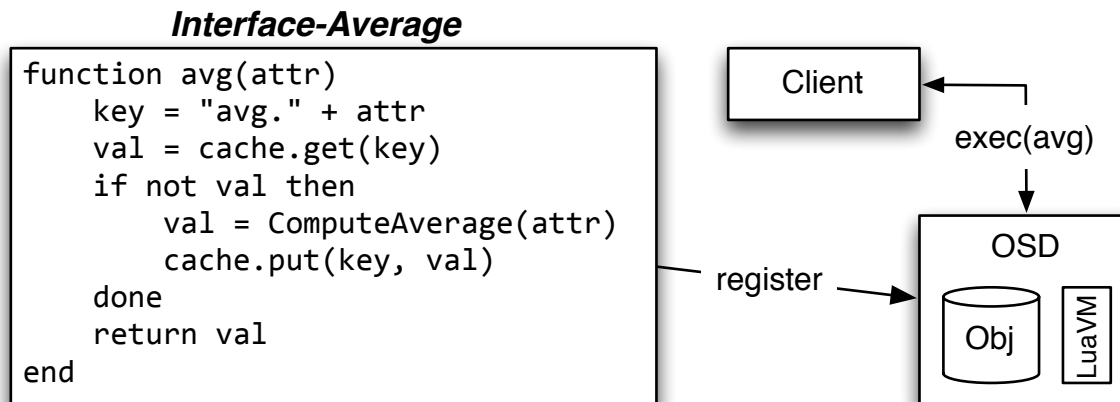 Interface-Average
function avg(attr)
    key = "avg." + attr
    val = cache.get(key)
    if not val then
        val = ComputeAverage(attr)
        cache.put(key, val)
    done
    return val
end
register
Client
exec(avg)
OSD
Obj
LuaVM